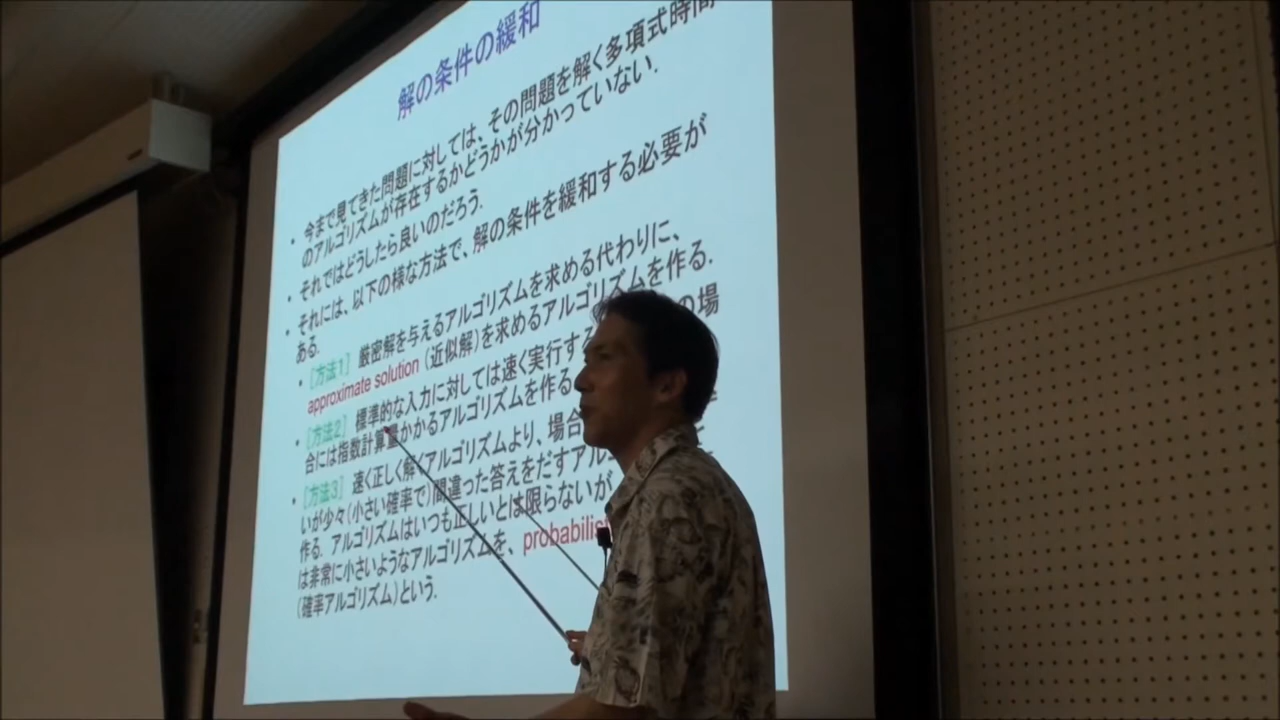 解の条件の緩和
• 今まで見てきた問題に対しては、その問題を解く多項式時間
のアルゴリズムが存在するかどうかが分かっていない.
• それではどうしたら良いのだろう.
• それには、以下の様な方法で、解の条件を緩和する必要が
ある.
• [方法1] 厳密解を与えるアルゴリズムを求める代わりに、
approximate solution (近似解)を求めるアルゴリズムを作る.
• [方法2] 標準的な入力に対しては速く実行する の場
合には指数計算量かかるアルゴリズムを作る
• [方法3] 速く正しく解くアルゴリズムより、場合
いが少々(小さい確率で)間違った答えをだすアル
作る. アルゴリズムはいつも正しいとは限らないが
は非常に小さいようなアルゴリズムを、
(確率アルゴリズム)という.